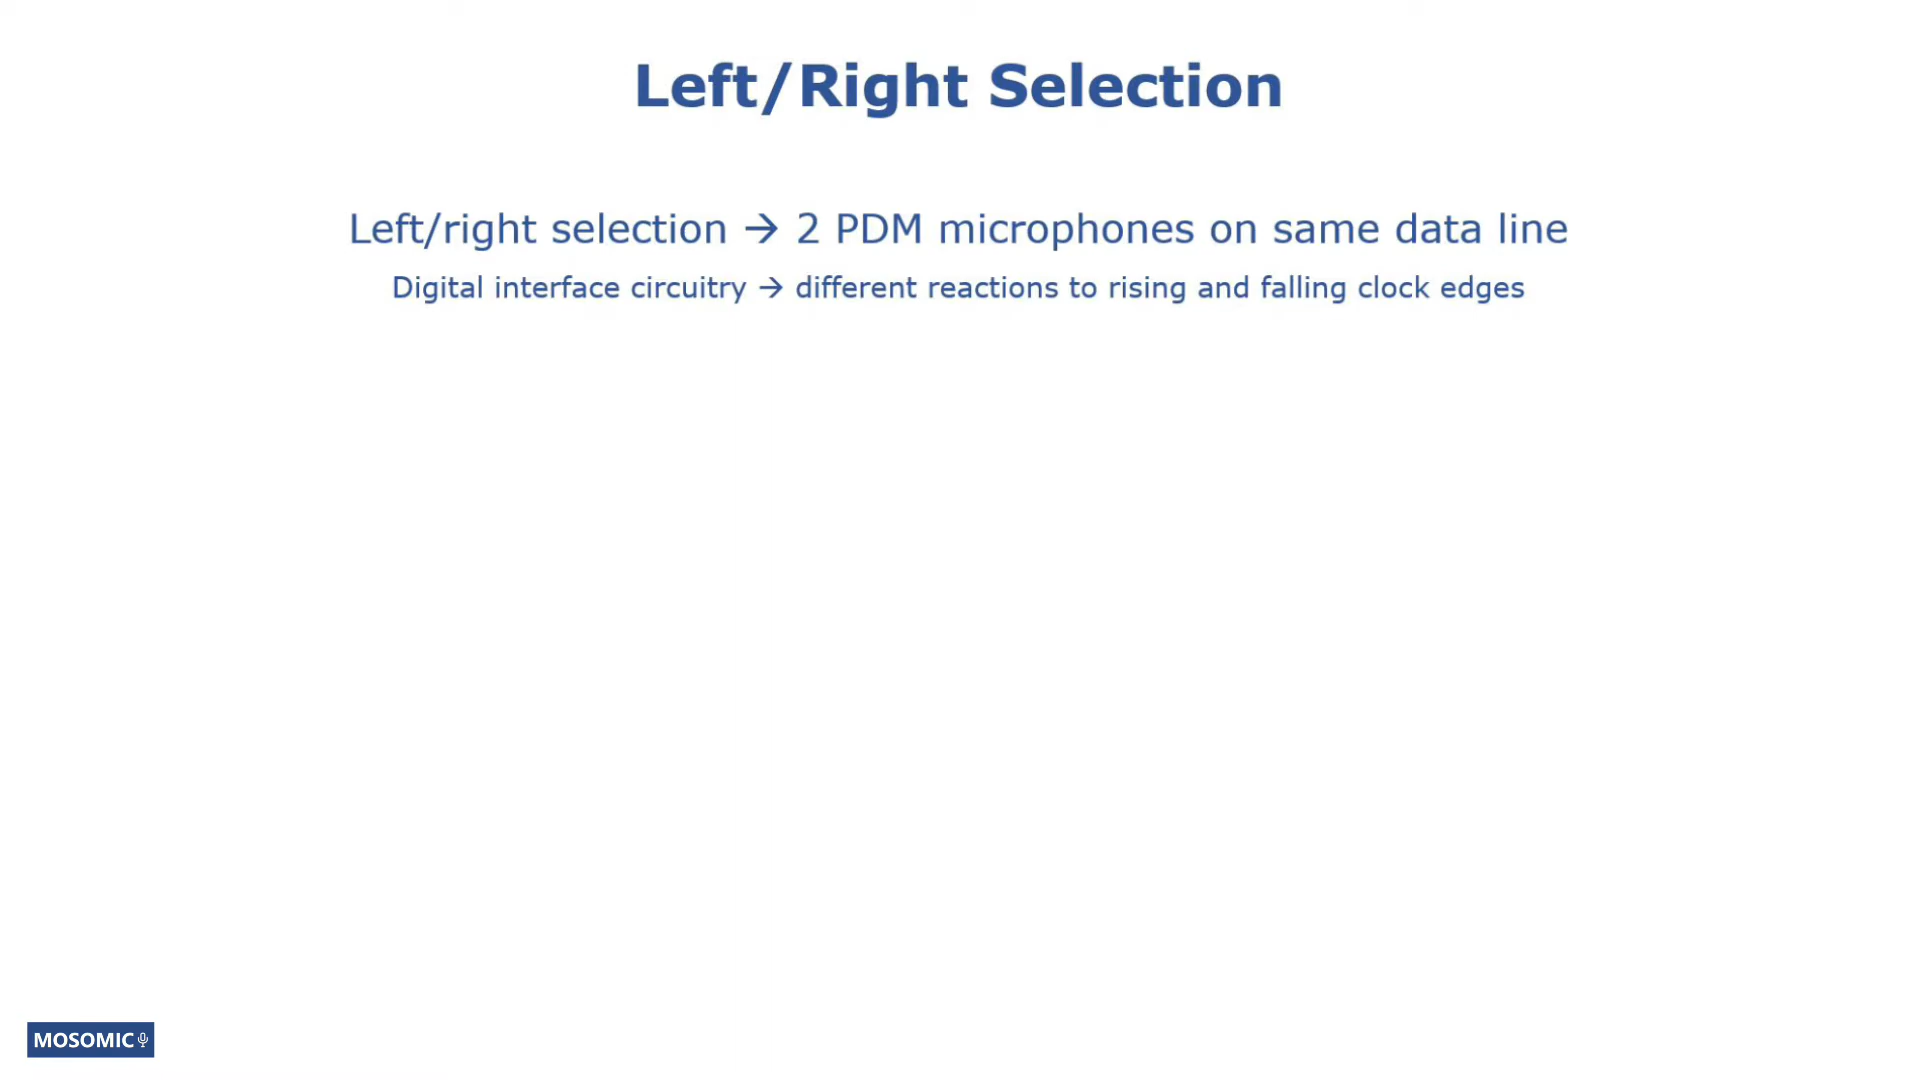 Left/Right Selection
Left/right selection → 2 PDM microphones on same data line
Digital interface circuitry → different reactions to rising and falling clock edges
MOSOMIC